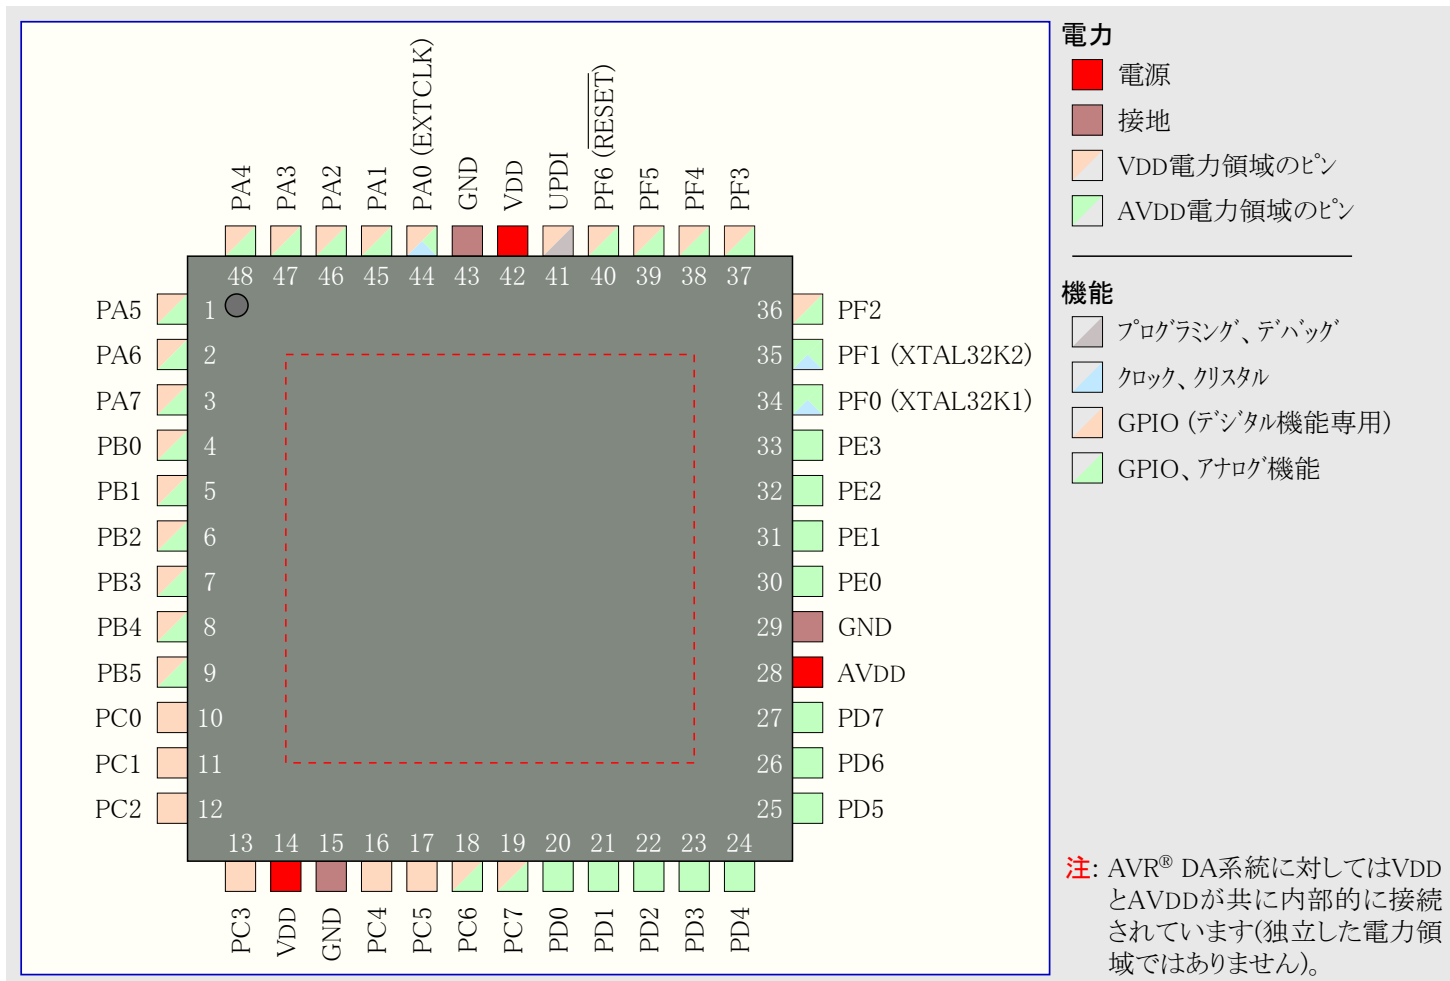 PA4
PA3
PA2
PA1
PA0 (EXTCLK)
GND
VDD
UPDI
PF6 (RESET)
PF5
PF4
PF3
48 47 46 45 44 43 42 41 40 39 38 37
PA5 1
PA6 2
PA7 3
PB0 4
PB1 5
PB2 6
PB3 7
PB4 8
PB5 9
PC0 10
PC1 11
PC2 12
36 PF2
35 PF1 (XTAL32K2)
34 PF0 (XTAL32K1)
33 PE3
32 PE2
31 PE1
30 PE0
29 GND
28 AVDD
27 PD7
26 PD6
25 PD5
13 14 15 16 17 18 19 20 21 22 23 24
PC3
VDD
GND
PC4
PC5
PC6
PC7
PD0
PD1
PD2
PD3
PD4
電力
電源
接地
VDD電力領域のピン
AVDD電力領域のピン
機能
プログラミング、デバッグ
クロック、クリスタル
GPIO (デジタル機能専用)
GPIO、アナログ機能
注: AVR® DA系統に対してはVDD
とAVDDが共に内部的に接続
されています(独立した電力領
域ではありません)。